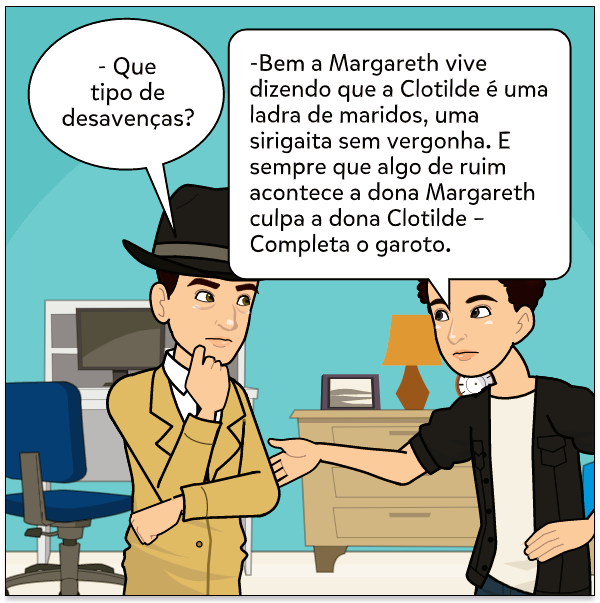 - Que
tipo de
desavenças?
-Bem a Margareth vive
dizendo que a Clotilde é uma
ladra de maridos, uma
sirigaita sem vergonha. E
sempre que algo de ruim
acontece a dona Margareth
culpa a dona Clotilde –
Completa o garoto.